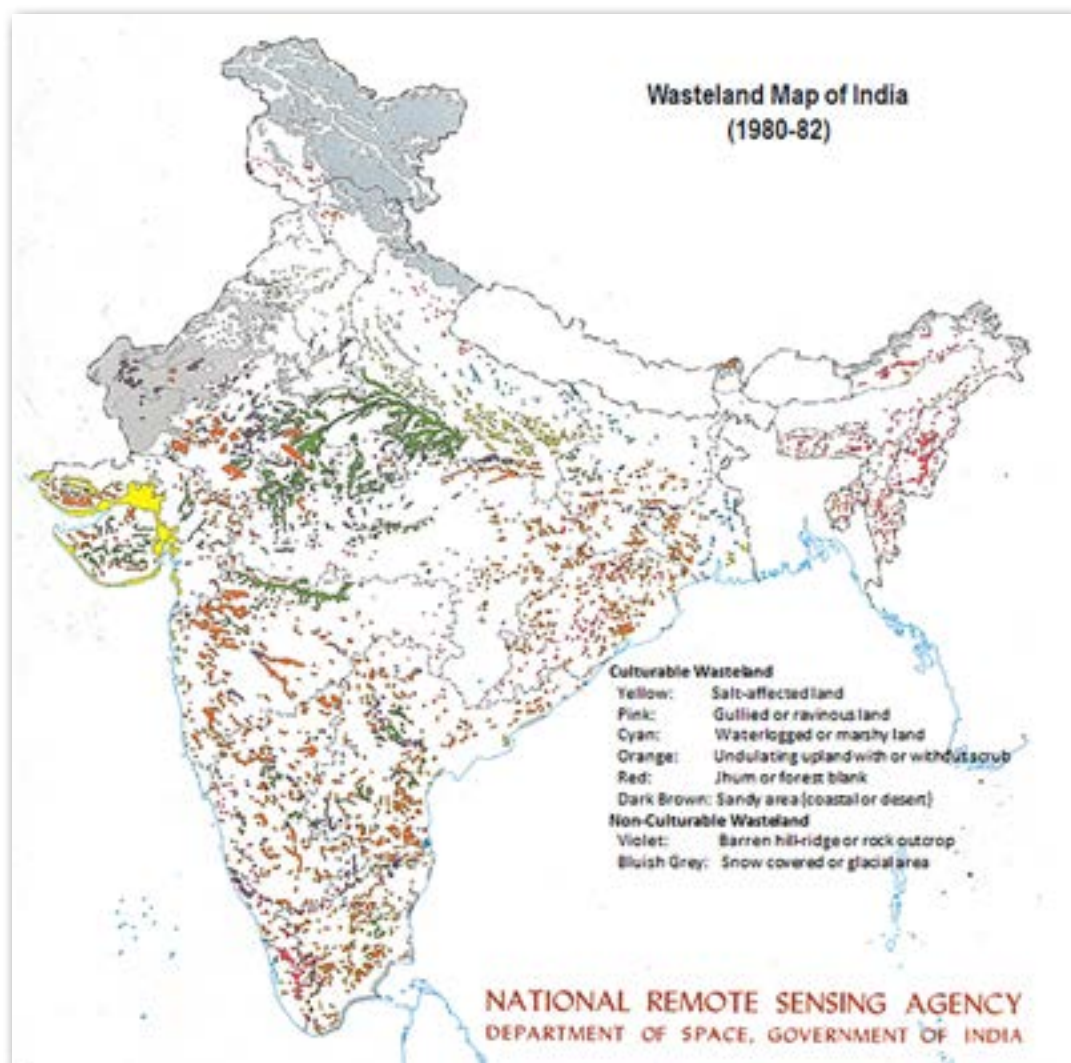 Wasteland Map of India
(1980-82)
Culturable Wasteland
Yellow: Salt-affected land
Pink: Gullied or ravinous land
Cyan: Waterlogged or marshy land
Orange: Undulating upland with or without scrub
Red: Jhum or forest blank
Dark Brown: Sandy area (coastal or desert)
Non-Culturable Wasteland
Violet: Barren hill-ridge or rock outcrop
Bluish Grey: Snow covered or glacial area
NATIONAL REMOTE SENSING AGENCY
DEPARTMENT OF SPACE, GOVERNMENT OF INDIA